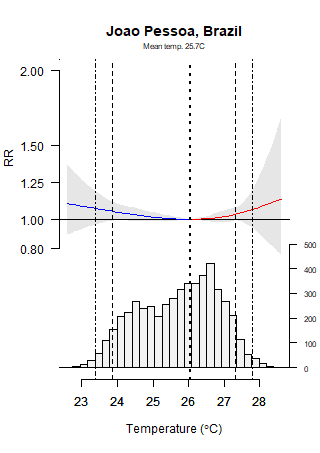 Joao Pessoa, Brazil
Mean temp. 25.7C
2.00
1.50
1.25
1.00
0.80
RR
500
400
300
200
100
0
23 24 25 26 27 28
Temperature (°C)